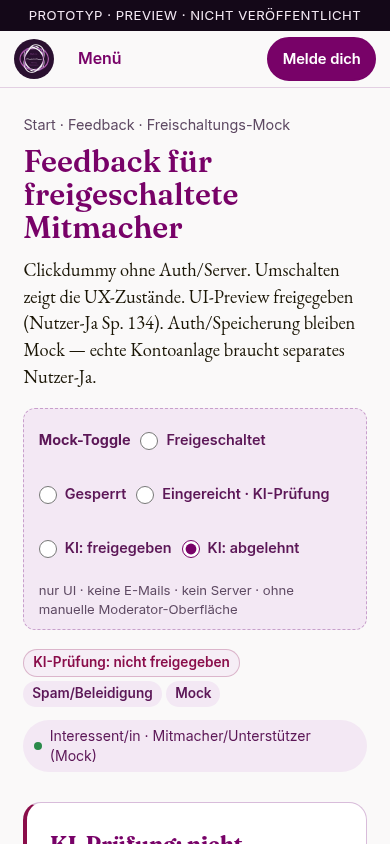 PROTOTYP · PREVIEW · NICHT VERÖFFENTLICHT
Menü
Melde dich
Start · Feedback · Freischaltungs-Mock
Feedback für
freigeschaltete
Mitmacher
Clickdummy ohne Auth/Server. Umschalten
zeigt die UX-Zustände. UI-Preview freigegeben
(Nutzer-Ja Sp. 134). Auth/Speicherung bleiben
Mock — echte Kontoanlage braucht separates
Nutzer-Ja.
Mock-Toggle Freigeschaltet
Gesperrt Eingereicht · KI-Prüfung
KI: freigegeben KI: abgelehnt
nur UI · keine E-Mails · kein Server · ohne
manuelle Moderator-Oberfläche
KI-Prüfung: nicht freigegeben
Spam/Beleidigung Mock
Interessent/in · Mitmacher/Unterstützer
(Mock)
KI-Prüfung: nicht